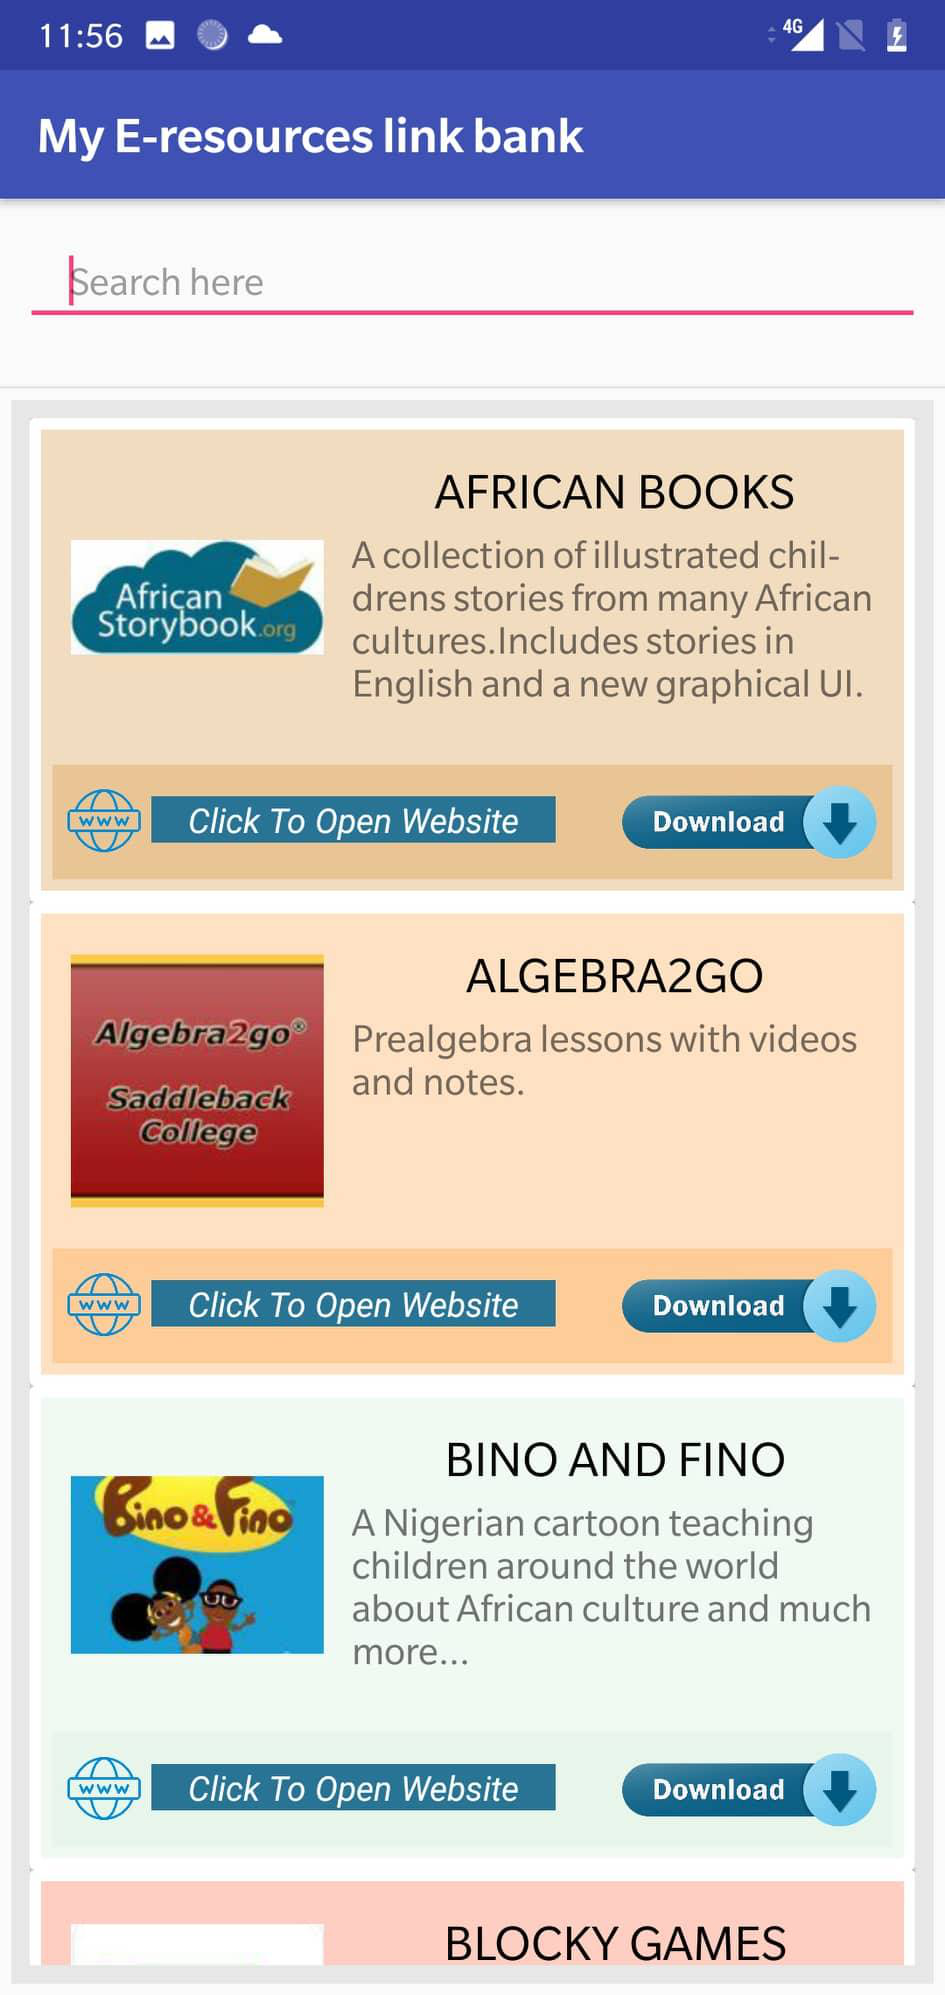 11:56
4G
My E-resources link bank
Search here
AFRICAN BOOKS
African
Storybook.org
A collection of illustrated chil-
drens stories from many African
cultures.Includes stories in
English and a new graphical UI.
www
Click To Open Website
Download
ALGEBRA2GO
Algebra2go®
Saddleback
College
Prealgebra lessons with videos
and notes.
www
Click To Open Website
Download
BINO AND FINO
Bino & Fino
A Nigerian cartoon teaching
children around the world
about African culture and much
more...
www
Click To Open Website
Download
BLOCKY GAMES